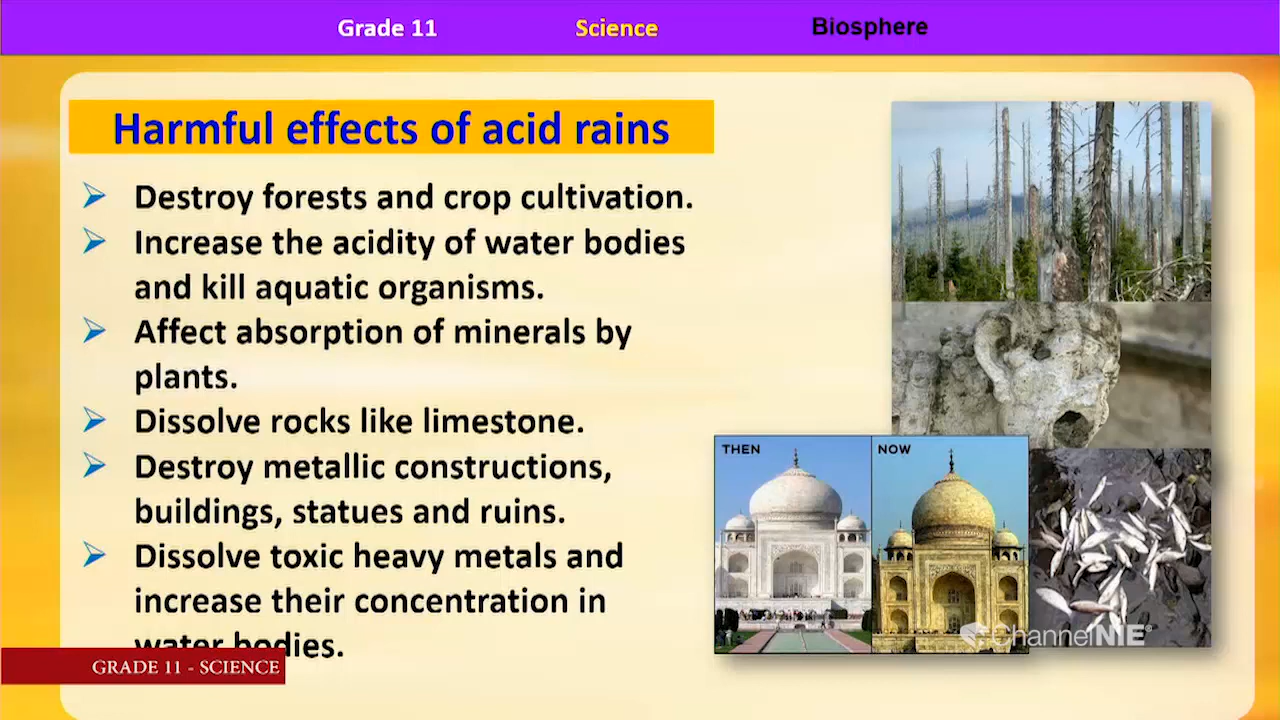 Grade 11
Science
Biosphere
Harmful effects of acid rains
Destroy forests and crop cultivation.
Increase the acidity of water bodies
and kill aquatic organisms.
Affect absorption of minerals by
plants.
Dissolve rocks like limestone.
Destroy metallic constructions,
buildings, statues and ruins.
Dissolve toxic heavy metals and
increase their concentration in
water bodies.
THEN
NOW
ChannelNIE®
GRADE 11 - SCIENCE